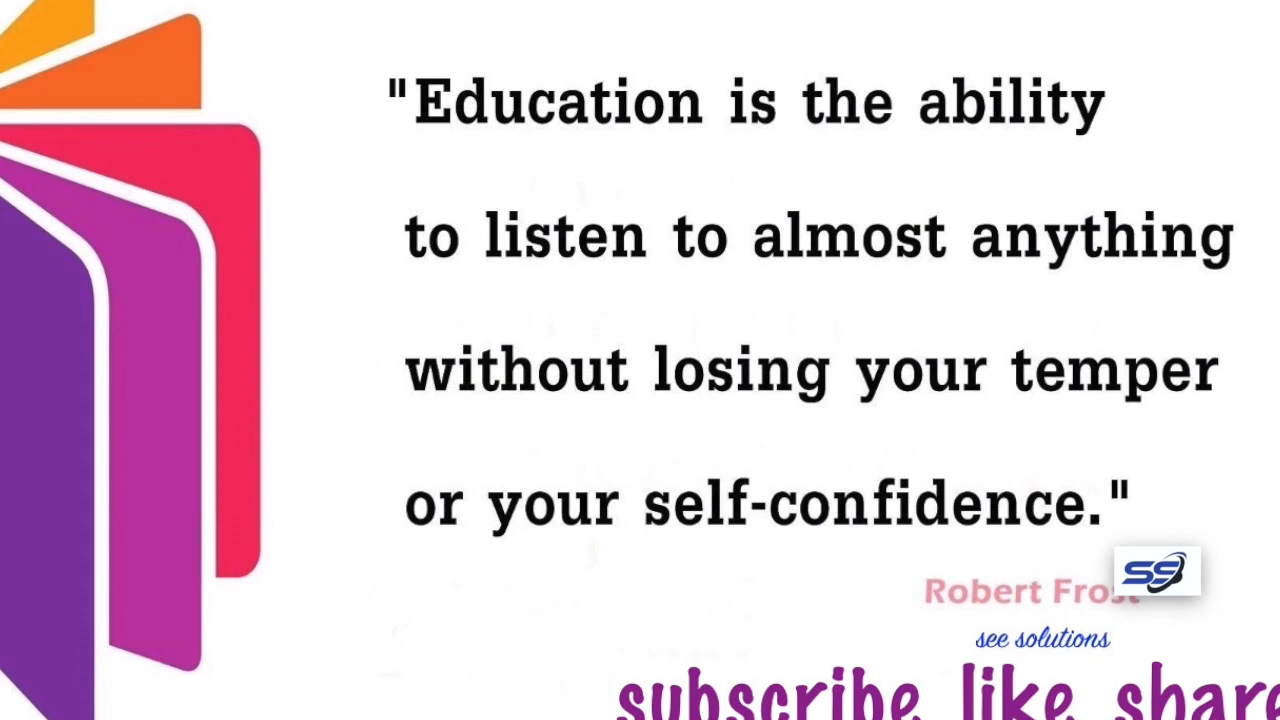 "Education is the ability
to listen to almost anything
without losing your temper
or your self-confidence."
SS
Robert Frost
see solutions
subscribe like share